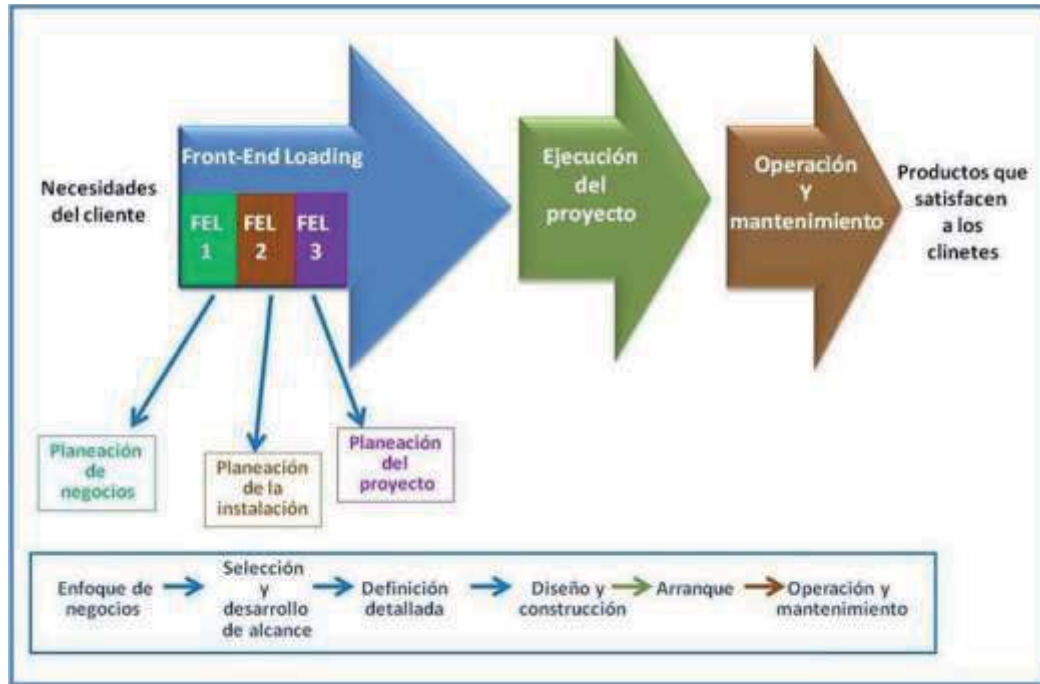 Necesidades
del cliente
Front-End Loading
FEL
1
FEL
2
FEL
3
Ejecución
del
proyecto
Operación
y
mantenimiento
Productos que
satisfacen
a los
clinetes
Planeación
de
negocios
Planeación
de la
instalación
Planeación
del
proyecto
Enfoque de
negocios
Selección
y
desarrollo
de alcance
Definición
detallada
Diseño y
construcción
Arranque
Operación y
mantenimiento